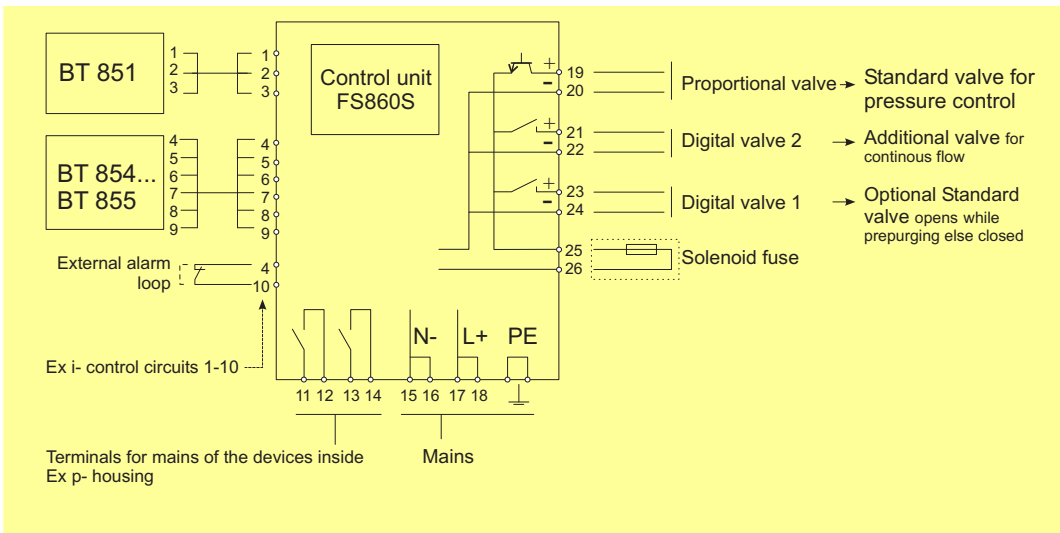 BT 851
1
2
3
1
2
3
BT 854...
BT 855
4
5
6
7
8
9
4
5
6
7
8
9
External alarm
loop
4
10
Ex i- control circuits 1-10
Control unit
FS860S
+
-
19
20
Proportional valve
Standard valve for
pressure control
+
-
21
22
Digital valve 2
Additional valve for
continous flow
+
-
23
24
Digital valve 1
Optional Standard
valve opens while
prepurging else closed
25
26
Solenoid fuse
N-
L+
PE
11 12 13 14
15 16 17 18
Terminals for mains of the devices inside
Ex p- housing
Mains